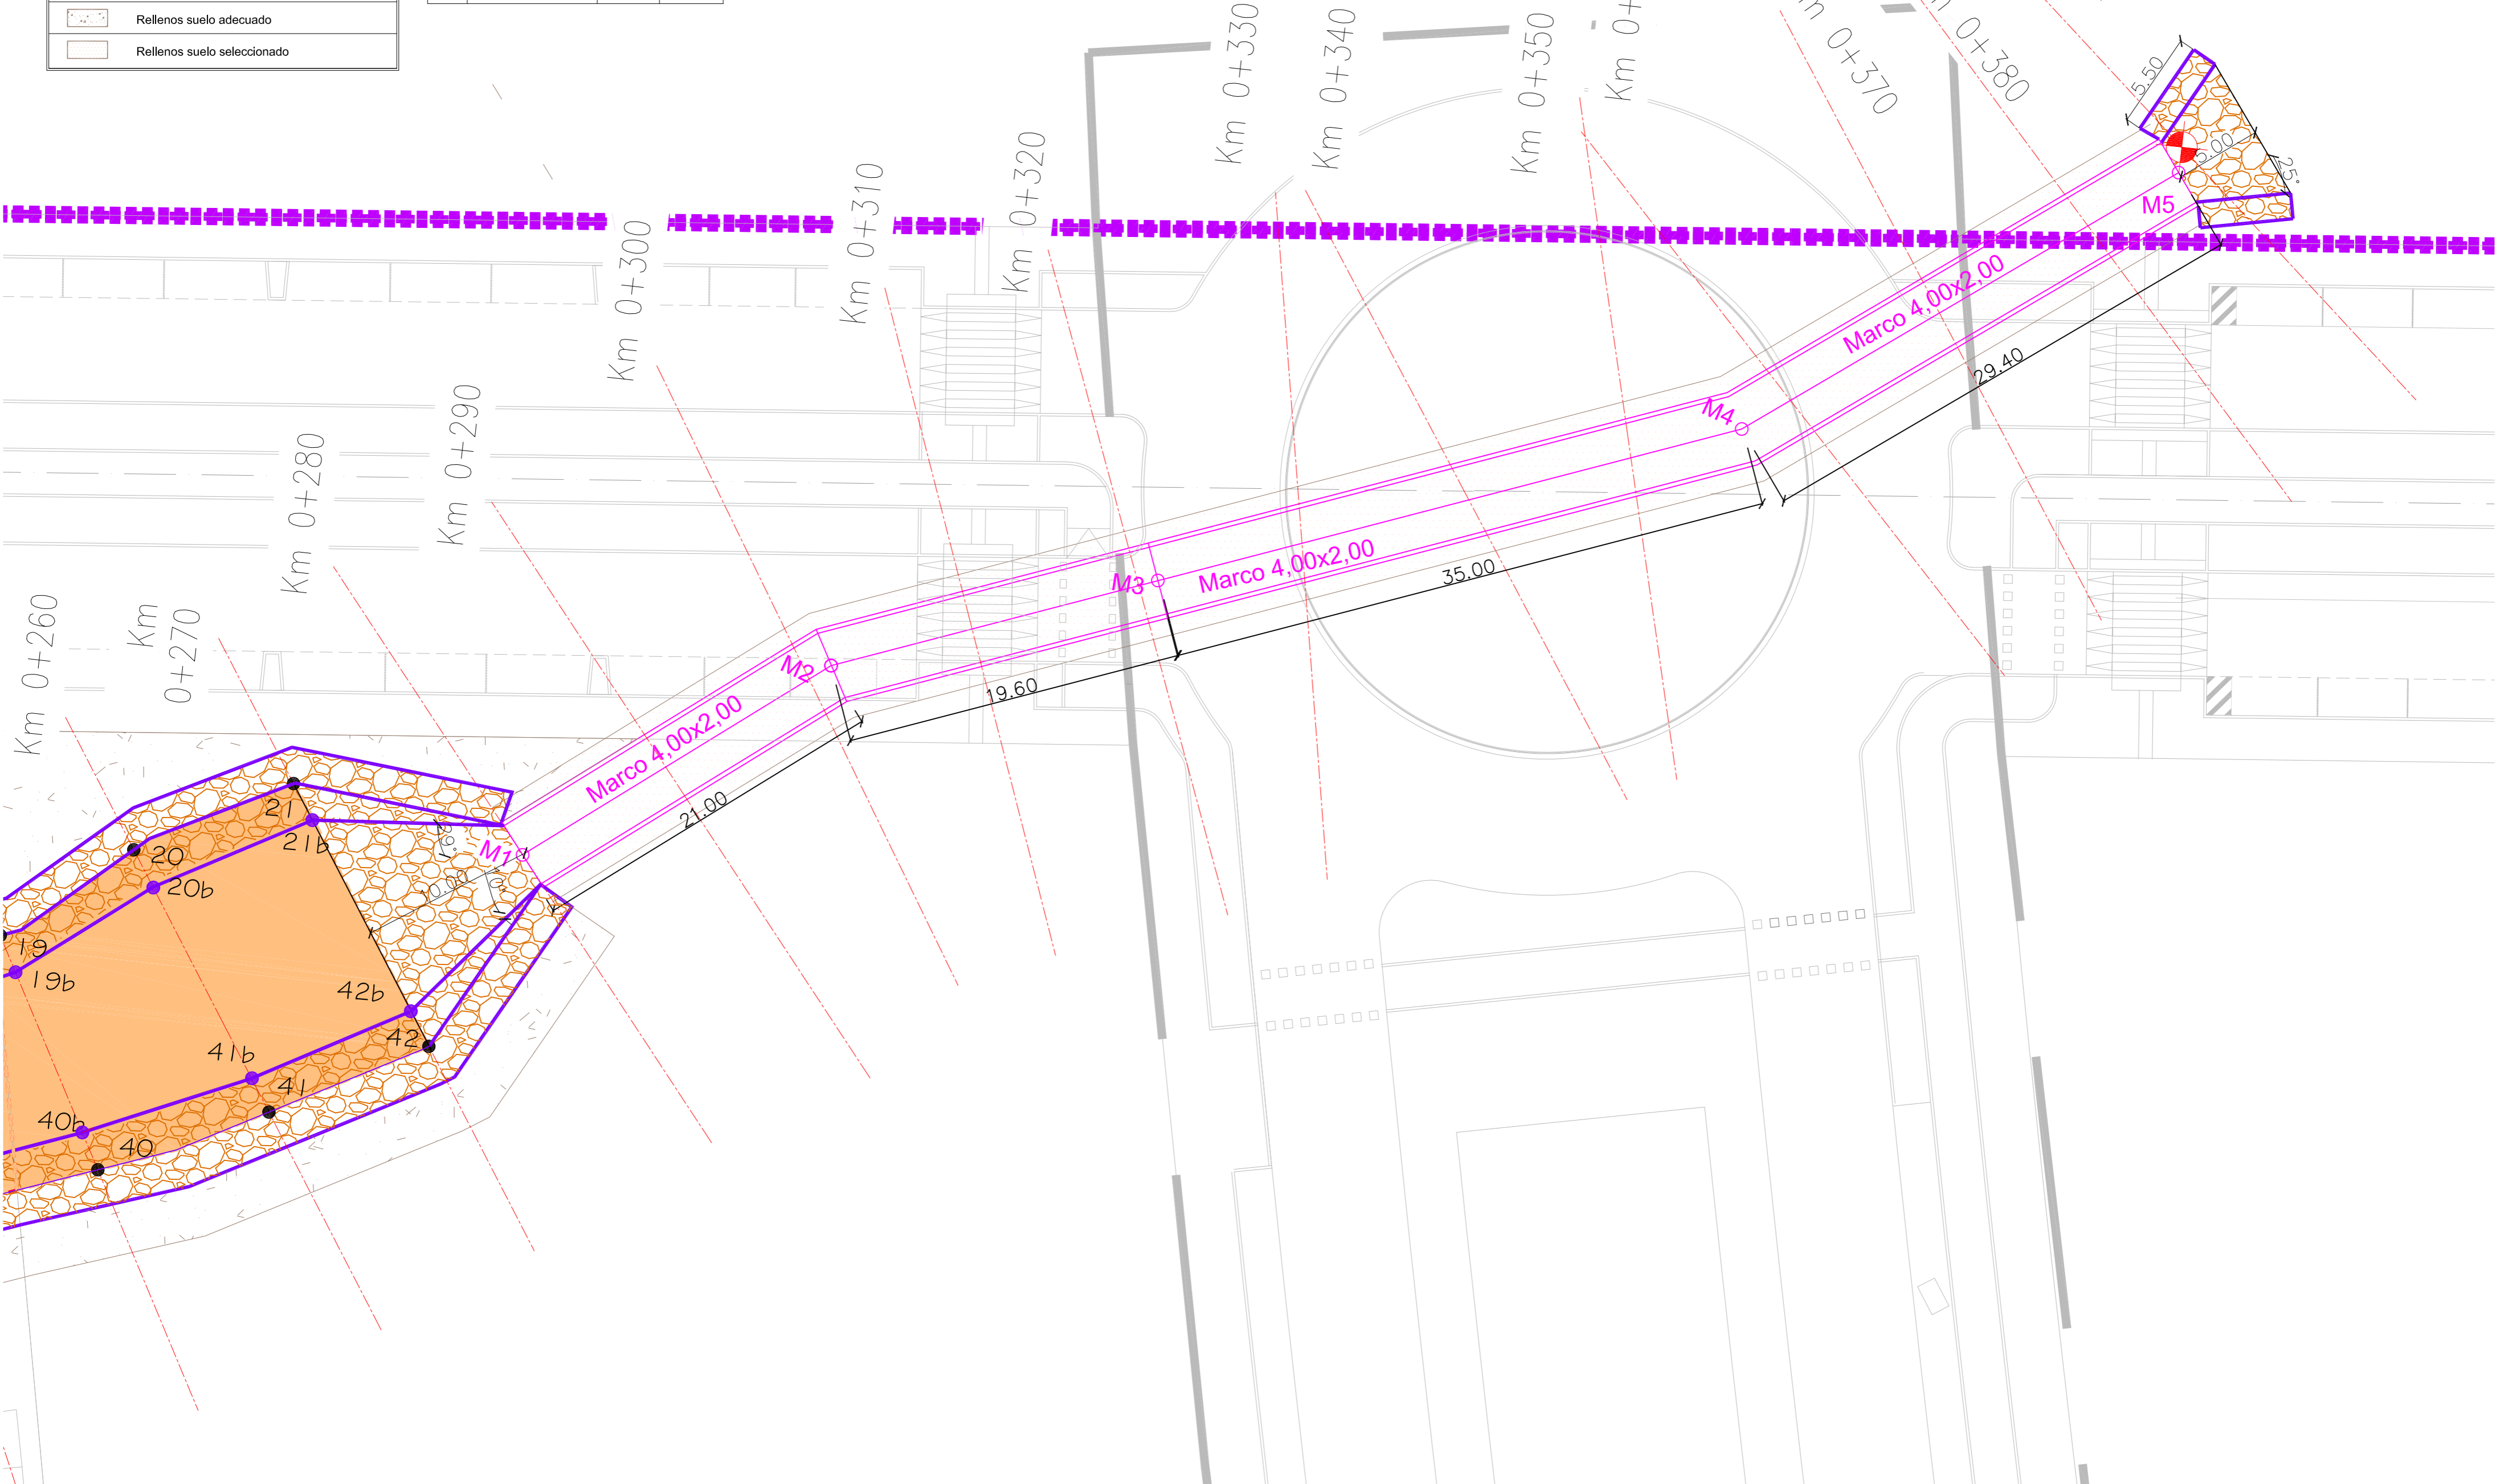 Rellenos suelo adecuado
Rellenos suelo seleccionado
Km 0+260
Km
0+270
Km 0+280
Km 0+290
Km 0+300
Km 0+310
Km 0+320
Km 0+330
Km 0+340
Km 0+350
Km 0+
m 0+370
0+380
5.50
5.00
25°
M5
Marco 4,00x2,00
29.40
M4
Marco 4,00x2,00
35.00
M3
19.60
M2
Marco 4,00x2,00
21.00
M1
10.00
21
21b
20
20b
19
19b
42b
42
41b
41
40b
40